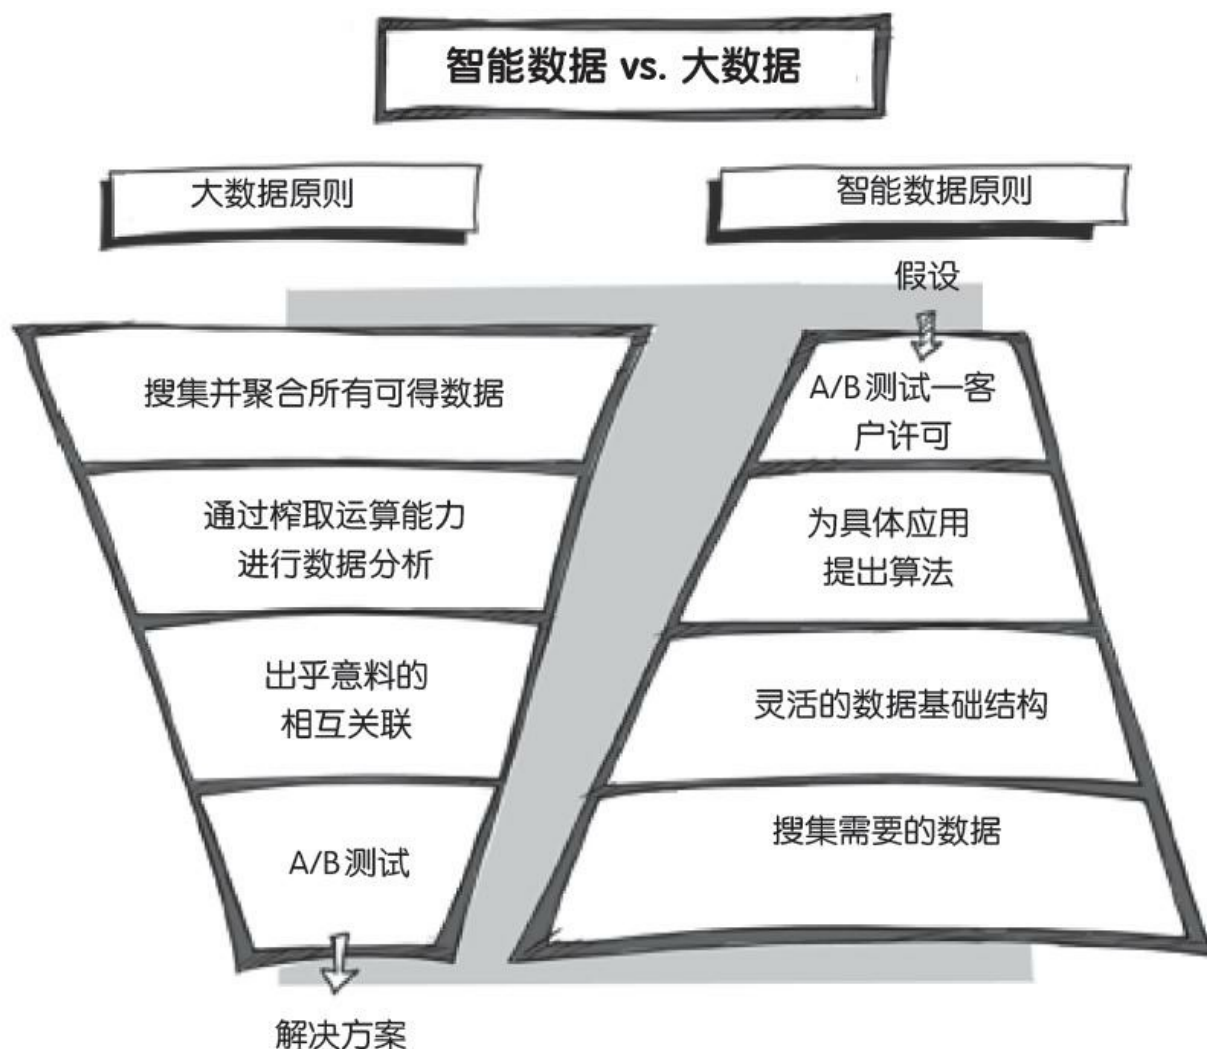 智能数据 vs. 大数据
大数据原则
搜集并聚合所有可得数据
通过榨取运算能力
进行数据分析
出乎意料的
相互关联
A/B测试
解决方案
智能数据原则
假设
A/B测试—客
户许可
为具体应用
提出算法
灵活的数据基础结构
搜集需要的数据